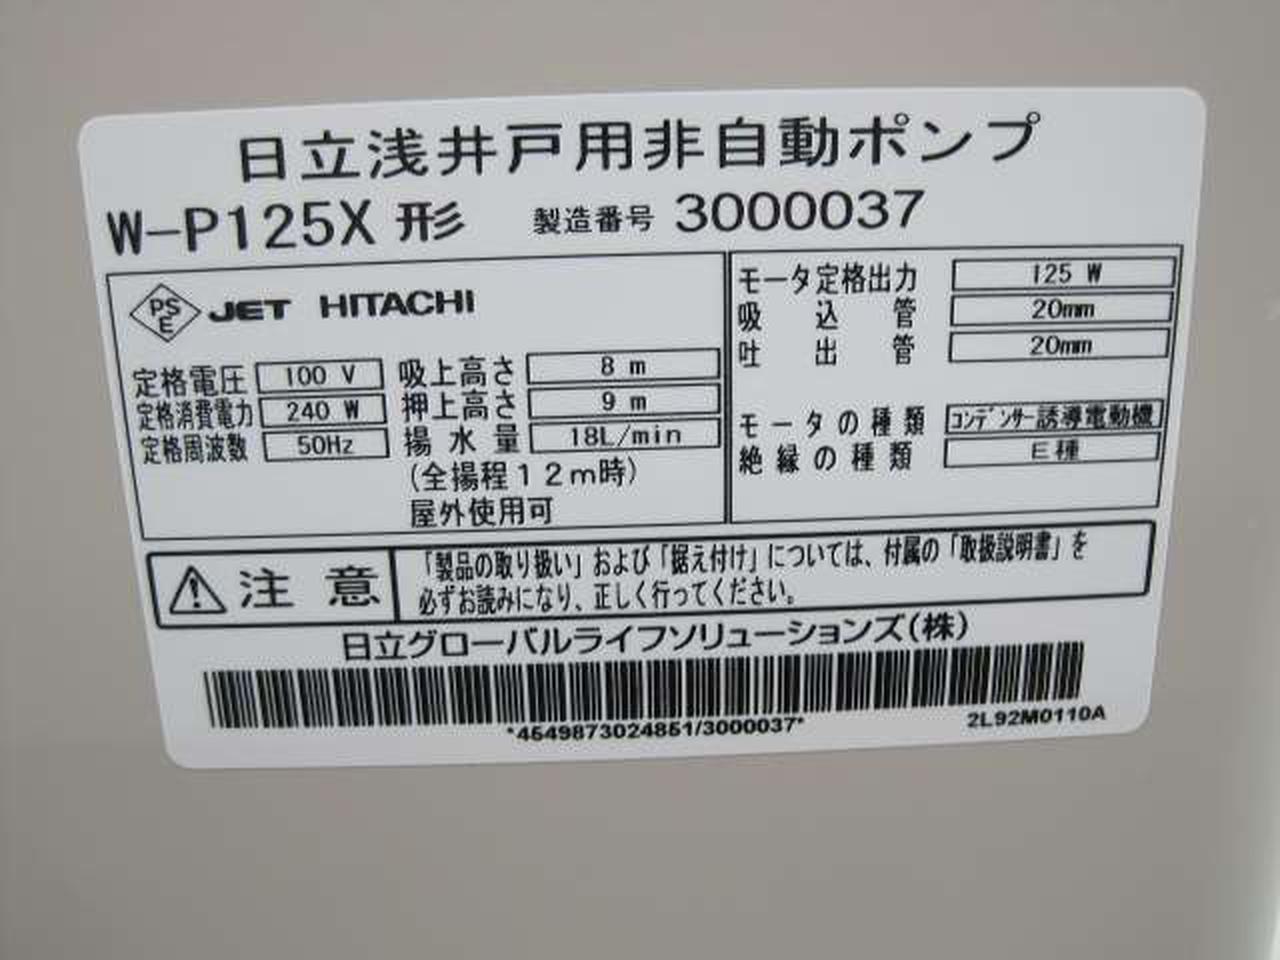 日立浅井戸用非自動ポンプ
W-P125X 形 製造番号 3000037
PSE JET HITACHI
定格電圧 100 V
定格消費電力 240 W
定格周波数 50Hz
吸上高さ 8 m
押上高さ 9 m
揚水量 18L/min
(全揚程12m時)
屋外使用可
モータ定格出力 125 W
吸込管 20mm
吐出管 20mm
モータの種類 コンデンサー誘導電動機
絶縁の種類 E種
注意
「製品の取り扱い」および「据え付け」については、付属の「取扱説明書」を
必ずお読みになり、正しく行ってください。
日立グローバルライフソリューションズ(株)
*4549873024851/3000037*
2L92M0110A